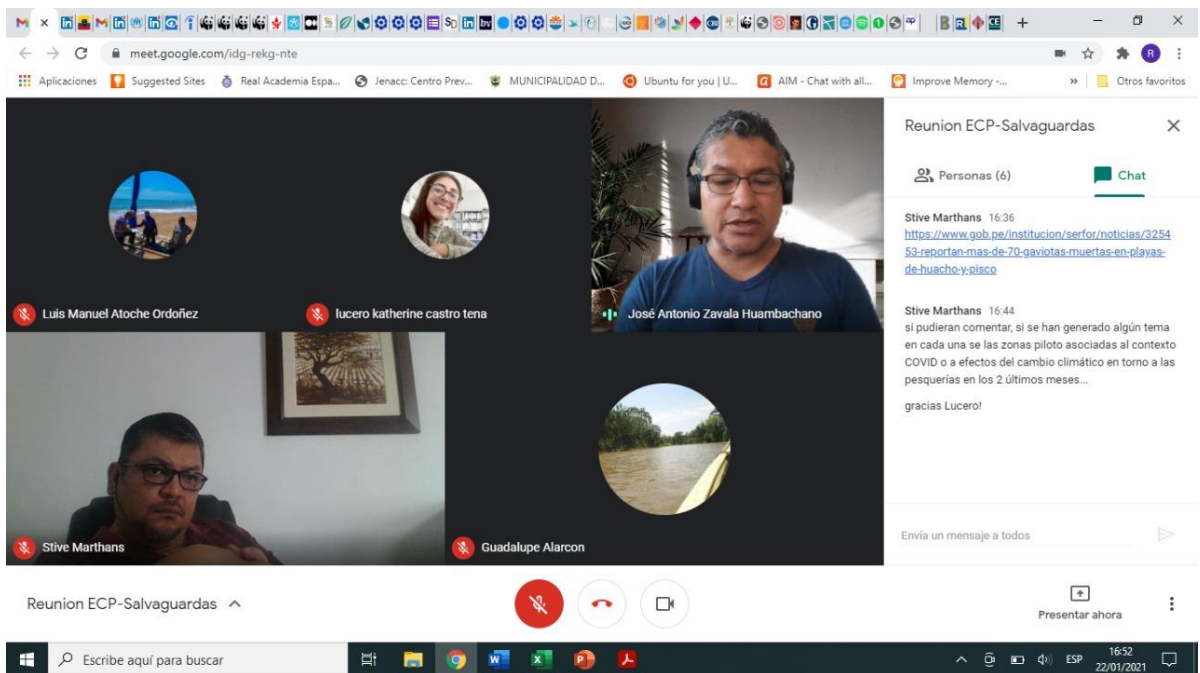 meet.google.com/idg-rekg-nte
R
Aplicaciones
Suggested Sites
Real Academia Espa...
Jenacc: Centro Prev...
MUNICIPALIDAD D...
Ubuntu for you | U...
AIM - Chat with all...
Improve Memory -...
»
Otros favoritos
Reunion ECP-Salvaguardas
Personas (6)
Chat
Stive Marthans 16:36
https://www.gob.pe/institucion/serfor/noticias/3254
53-reportan-mas-de-70-gaviotas-muertas-en-playas-
de-huacho-y-pisco
Stive Marthans 16:44
si pudieran comentar, si se han generado algún tema
en cada una se las zonas piloto asociadas al contexto
COVID o a efectos del cambio climático en torno a las
pesquerías en los 2 últimos meses...
gracias Lucero!
Envía un mensaje a todos
Luis Manuel Atoche Ordoñez
lucero katherine castro tena
José Antonio Zavala Huambachano
Stive Marthans
Guadalupe Alarcon
Reunion ECP-Salvaguardas
Presentar ahora
Escribe aquí para buscar
ESP
16:52
22/01/2021